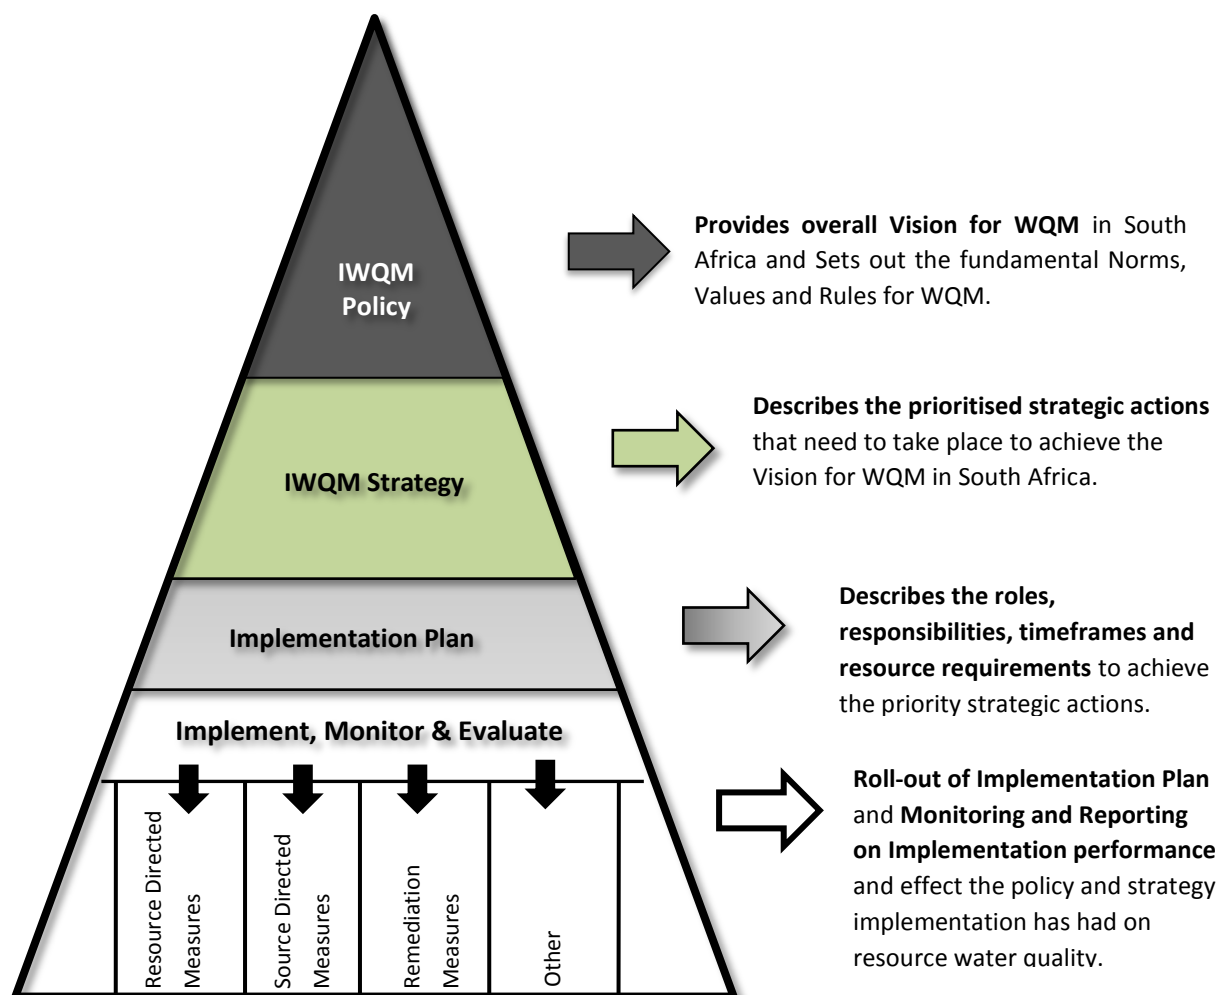 IWQM
Policy
Provides overall Vision for WQM in South
Africa and Sets out the fundamental Norms,
Values and Rules for WQM.
IWQM Strategy
Describes the prioritised strategic actions
that need to take place to achieve the
Vision for WQM in South Africa.
Implementation Plan
Describes the roles,
responsibilities, timeframes and
resource requirements to achieve
the priority strategic actions.
Implement, Monitor & Evaluate
Resource Directed
Measures
Source Directed
Measures
Remediation
Measures
Other
Roll-out of Implementation Plan
and Monitoring and Reporting
on Implementation performance
and effect the policy and strategy
implementation has had on
resource water quality.